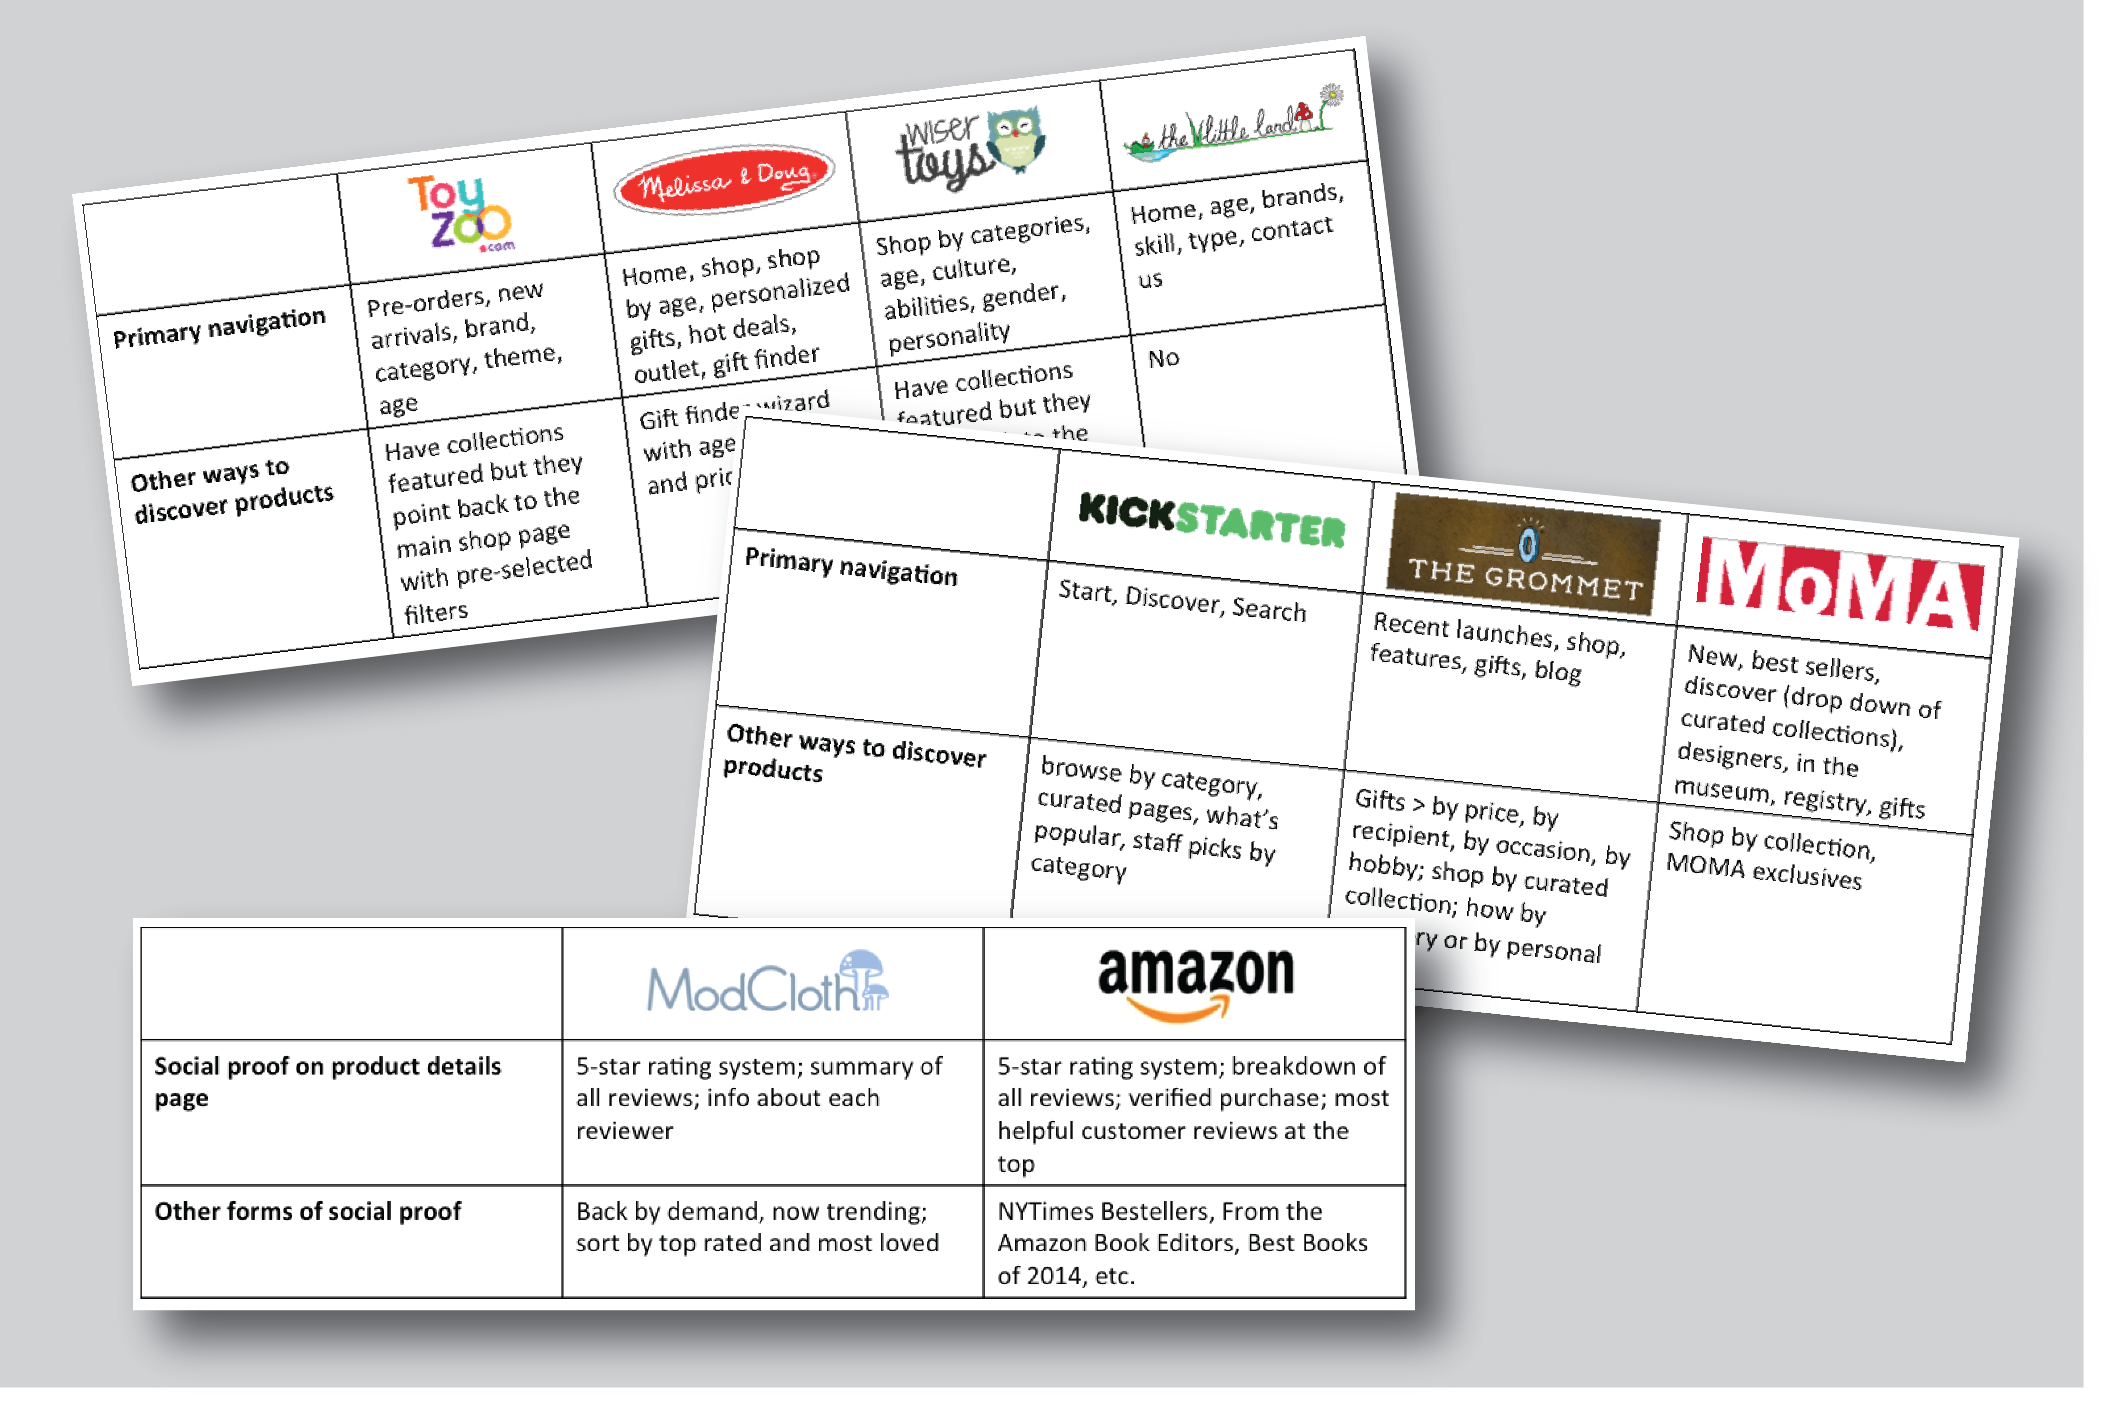 Toy
Zoo
.com
Melissa & Doug
wiser
toys
the little land
Primary navigation
Pre-orders, new
arrivals, brand,
category, theme,
age
Home, shop, shop
by age, personalized
gifts, hot deals,
outlet, gift finder
Shop by categories,
age, culture,
abilities, gender,
personality
Home, age, brands,
skill, type, contact
us
Other ways to
discover products
Have collections
featured but they
point back to the
main shop page
with pre-selected
filters
Gift finder wizard
with age
and
Have collections
featured but they
the
No
KICKSTARTER
THE GROMMET
MoMA
Primary navigation
Start, Discover, Search
Recent launches, shop,
features, gifts, blog
New, best sellers,
discover (drop down of
curated collections),
designers, in the
museum, registry, gifts
Other ways to discover
products
browse by category,
curated pages, what's
popular, staff picks by
category
Gifts > by price, by
recipient, by occasion, by
hobby; shop by curated
collection; how by
or by personal
Shop by collection,
MOMA exclusives
ModCloth
amazon
Social proof on product details
page
5-star rating system; summary of
all reviews; info about each
reviewer
5-star rating system; breakdown of
all reviews; verified purchase; most
helpful customer reviews at the
top
Other forms of social proof
Back by demand, now trending;
sort by top rated and most loved
NYTimes Bestellers, From the
Amazon Book Editors, Best Books
of 2014, etc.